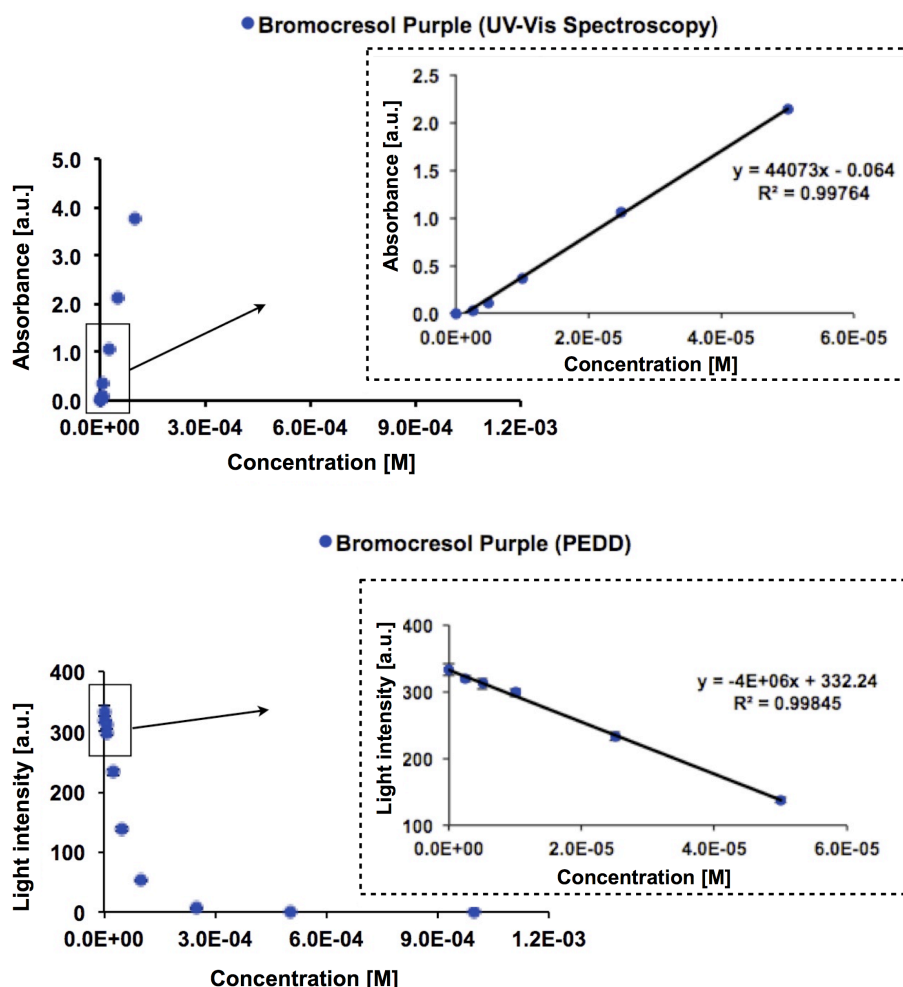 Bromocresol Purple (UV-Vis Spectroscopy)
Absorbance [a.u.]
5.0
4.0
3.0
2.0
1.0
0.0
0.0E+00 3.0E-04 6.0E-04 9.0E-04 1.2E-03
Concentration [M]
Absorbance [a.u.]
2.5
2.0
1.5
1.0
0.5
0.0
y = 44073x - 0.064
R² = 0.99764
0.0E+00 2.0E-05 4.0E-05 6.0E-05
Concentration [M]
Bromocresol Purple (PEDD)
Light intensity [a.u.]
400
300
200
100
0
0.0E+00 3.0E-04 6.0E-04 9.0E-04 1.2E-03
Concentration [M]
Light intensity [a.u.]
400
300
200
100
y = -4E+06x + 332.24
R² = 0.99845
0.0E+00 2.0E-05 4.0E-05 6.0E-05
Concentration [M]